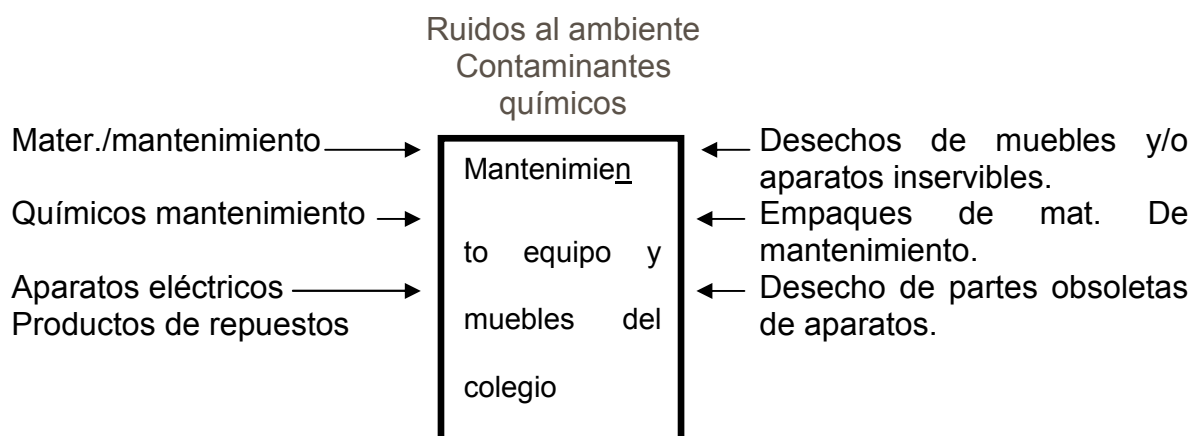 Ruidos al ambiente
Contaminantes
químicos
Mater./mantenimiento
Químicos mantenimiento
Aparatos eléctricos
Productos de repuestos
Mantenimien
to equipo y
muebles del
colegio
Desechos de muebles y/o
aparatos inservibles.
Empaques de mat. De
mantenimiento.
Desecho de partes obsoletas
de aparatos.